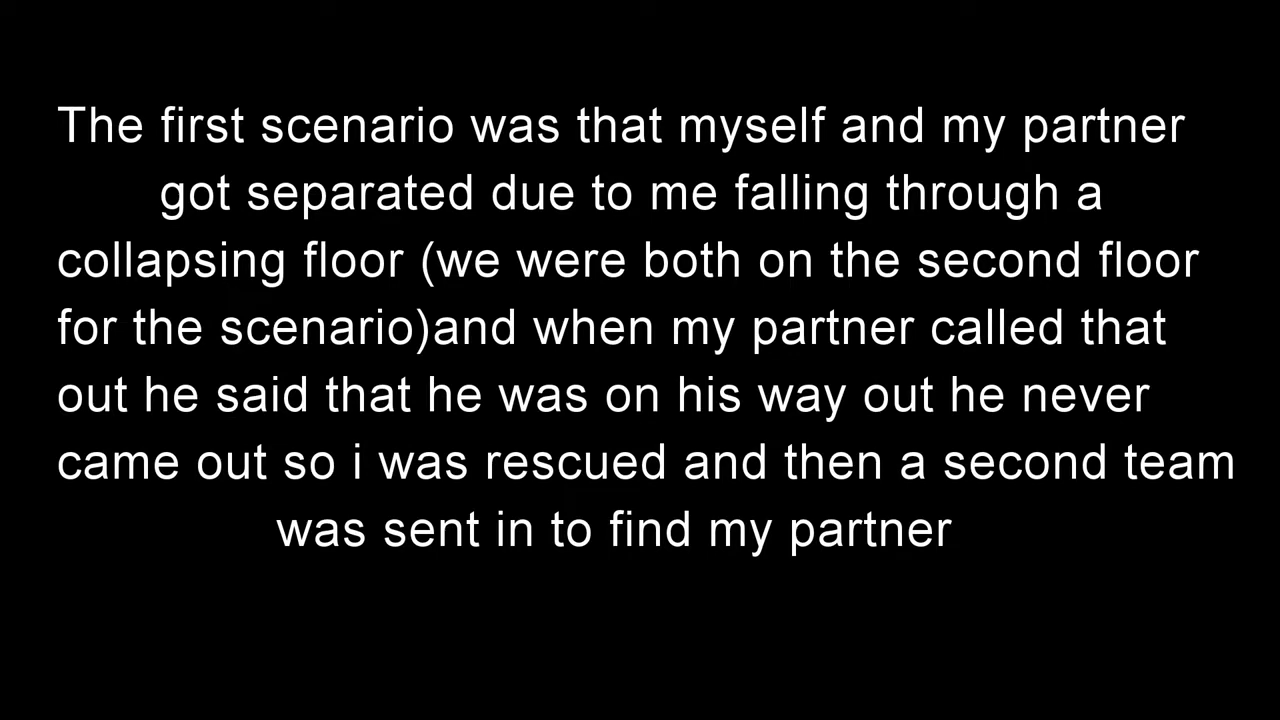 The first scenario was that myself and my partner
got separated due to me falling through a
collapsing floor (we were both on the second floor
for the scenario)and when my partner called that
out he said that he was on his way out he never
came out so i was rescued and then a second team
was sent in to find my partner